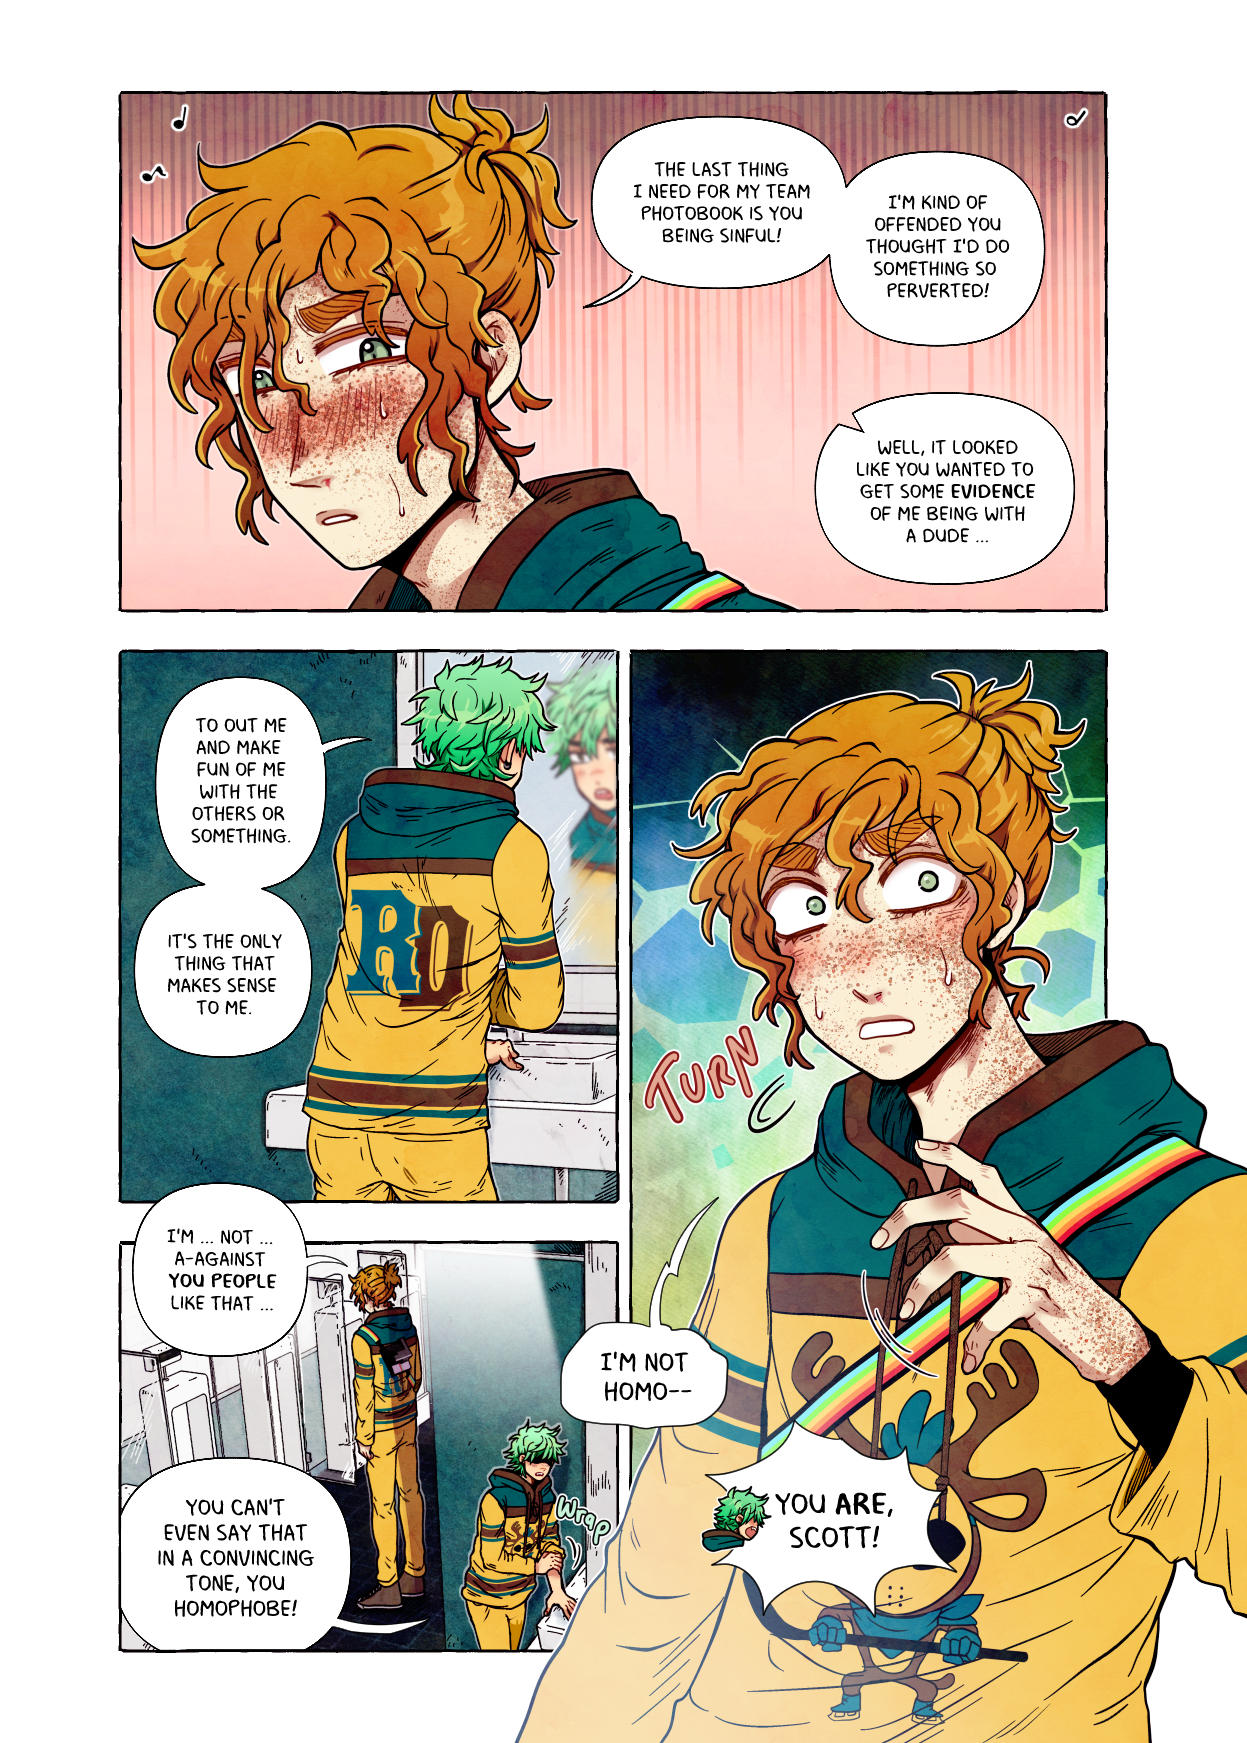 THE LAST THING
I NEED FOR MY TEAM
PHOTOBOOK IS YOU
BEING SINFUL!
I'M KIND OF
OFFENDED YOU
THOUGHT I'D DO
SOMETHING SO
PERVERTED!
WELL, IT LOOKED
LIKE YOU WANTED TO
GET SOME EVIDENCE
OF ME BEING WITH
A DUDE ...
TO OUT ME
AND MAKE
FUN OF ME
WITH THE
OTHERS OR
SOMETHING.
IT'S THE ONLY
THING THAT
MAKES SENSE
TO ME.
RD
I'M ... NOT ...
A-AGAINST
YOU PEOPLE
LIKE THAT ...
YOU CAN'T
EVEN SAY THAT
IN A CONVINCING
TONE, YOU
HOMOPHOBE!
Wrap
TURN
I'M NOT
HOMO--
YOU ARE,
SCOTT!